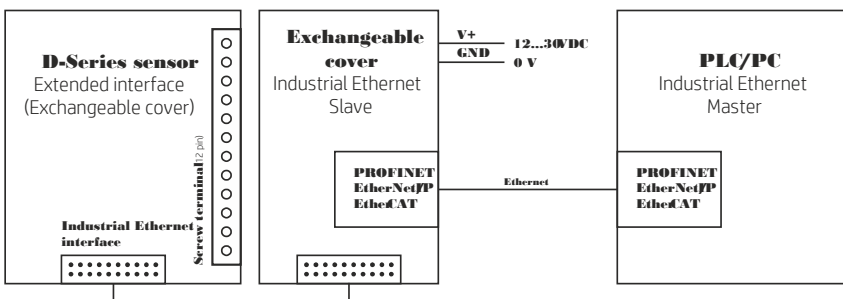 D-Series sensor
Extended interface
(Exchangeable cover)
Screw terminal (12 pin)
Industrial Ethernet
interface
Exchangeable
cover
Industrial Ethernet
Slave
V+
GND
12...30VDC
0 V
PROFINET
EtherNet/IP
EtherCAT
Ethernet
PLC/PC
Industrial Ethernet
Master
PROFINET
EtherNet/IP
EtherCAT